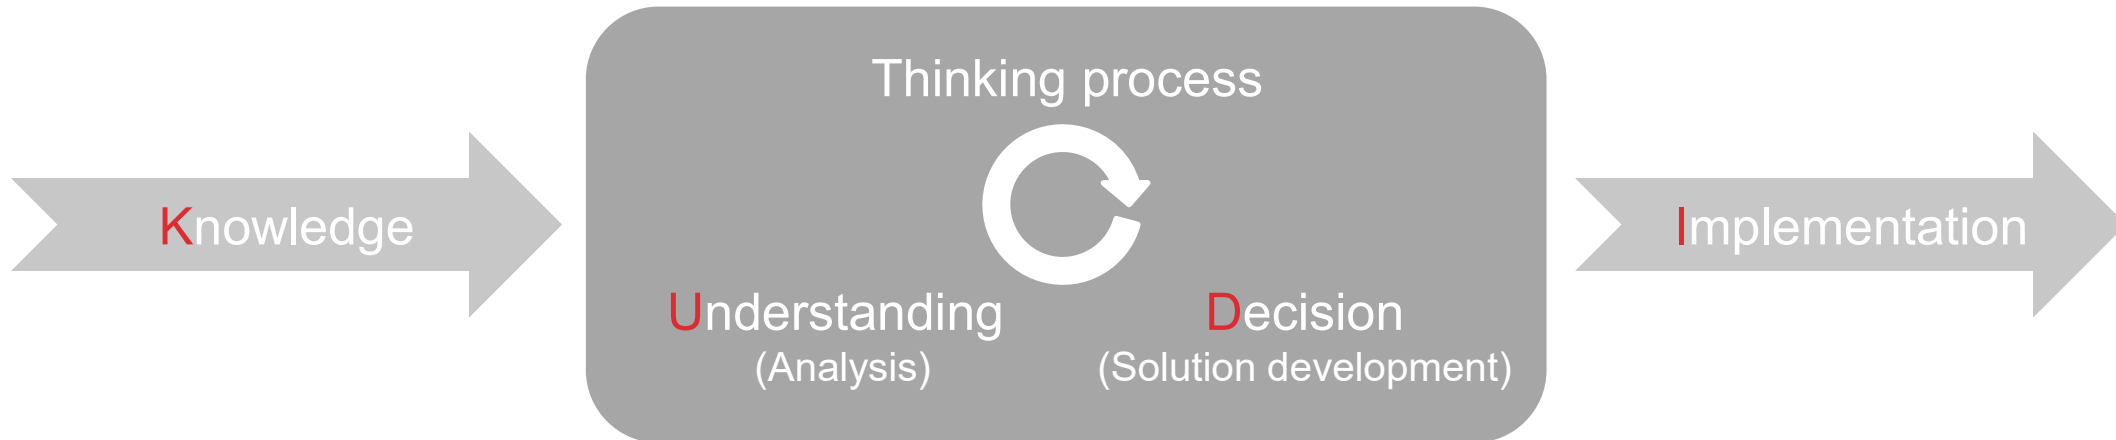 Thinking process
Knowledge
Implementation
Understanding
(Analysis)
Decision
(Solution development)